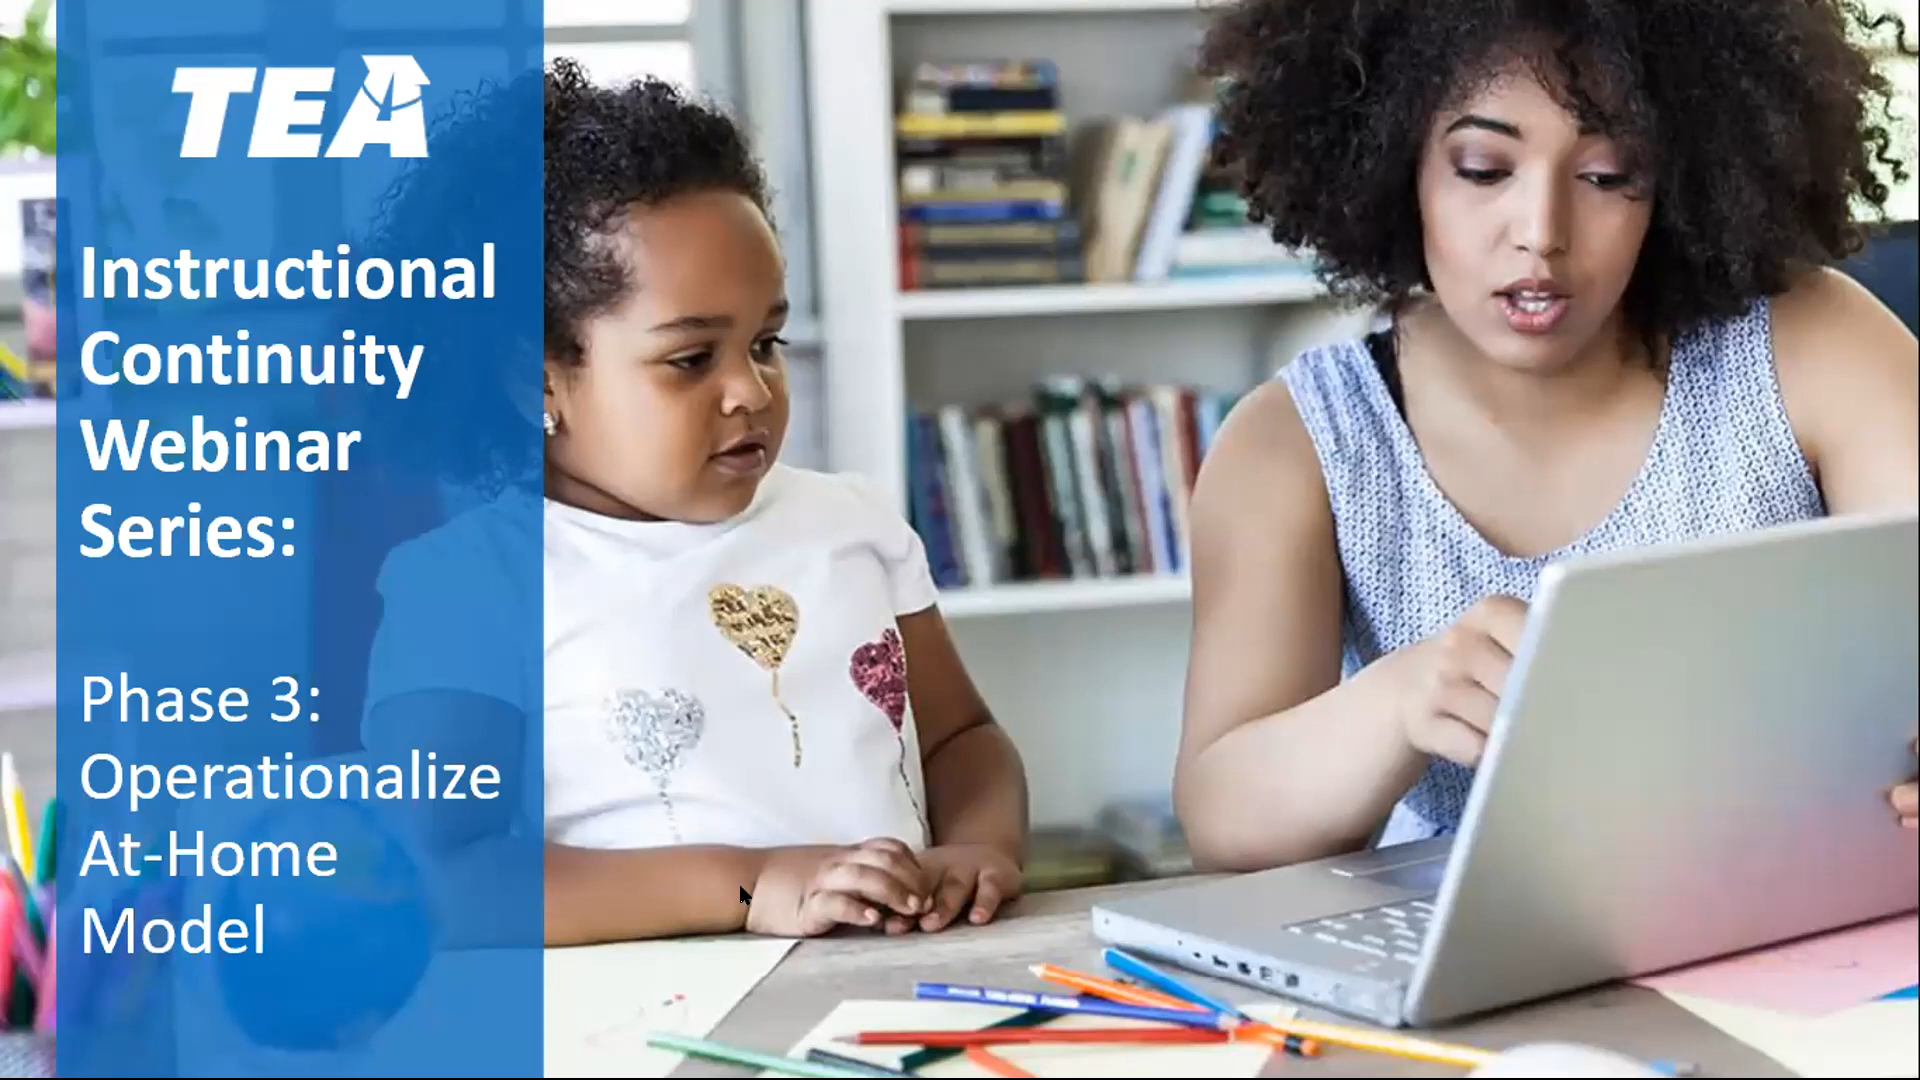 TEA
Instructional
Continuity
Webinar
Series:
Phase 3:
Operationalize
At-Home
Model